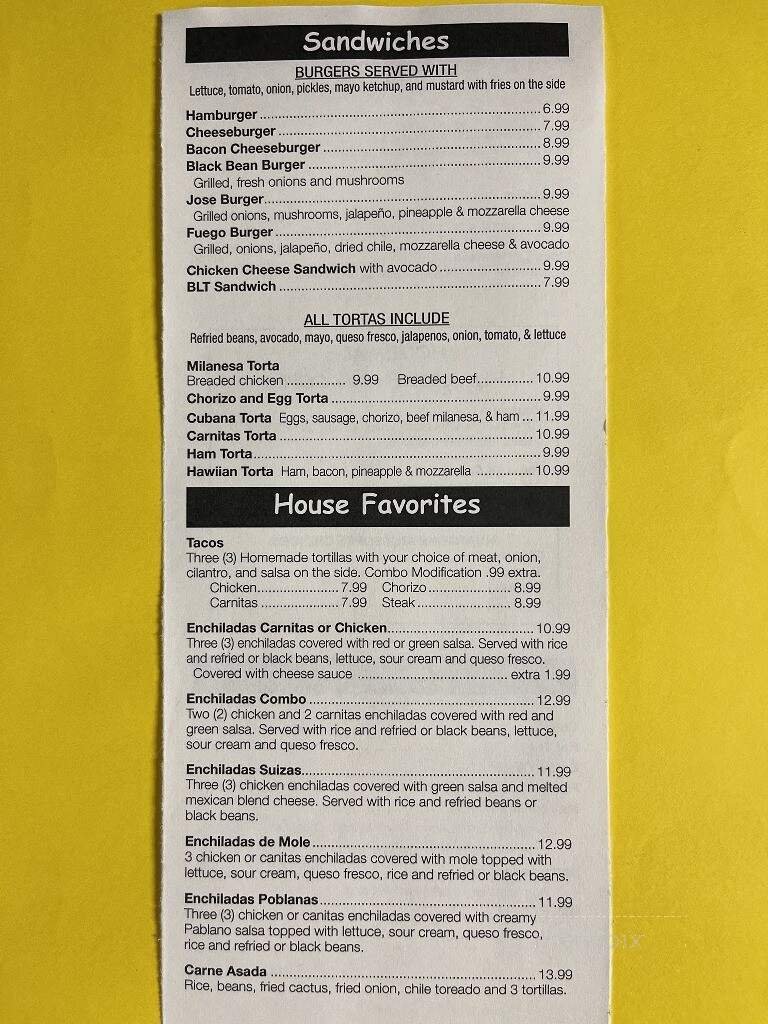 Sandwiches
BURGERS SERVED WITH
Lettuce, tomato, onion, pickles, mayo ketchup, and mustard with fries on the side
Hamburger 6.99
Cheeseburger 7.99
Bacon Cheeseburger 8.99
Black Bean Burger 9.99
Grilled, fresh onions and mushrooms
Jose Burger 9.99
Grilled onions, mushrooms, jalapeño, pineapple & mozzarella cheese
Fuego Burger 9.99
Grilled, onions, jalapeño, dried chile, mozzarella cheese & avocado
Chicken Cheese Sandwich with avocado 9.99
BLT Sandwich 7.99
ALL TORTAS INCLUDE
Refried beans, avocado, mayo, queso fresco, jalapenos, onion, tomato, & lettuce
Milanesa Torta
Breaded chicken 9.99 Breaded beef 10.99
Chorizo and Egg Torta 9.99
Cubana Torta Eggs, sausage, chorizo, beef milanesa, & ham ... 11.99
Carnitas Torta 10.99
Ham Torta 9.99
Hawiian Torta Ham, bacon, pineapple & mozzarella 10.99
House Favorites
Tacos
Three (3) Homemade tortillas with your choice of meat, onion,
cilantro, and salsa on the side. Combo Modification .99 extra.
Chicken 7.99 Chorizo 8.99
Carnitas 7.99 Steak 8.99
Enchiladas Carnitas or Chicken 10.99
Three (3) enchiladas covered with red or green salsa. Served with rice
and refried or black beans, lettuce, sour cream and queso fresco.
Covered with cheese sauce extra 1.99
Enchiladas Combo 12.99
Two (2) chicken and 2 carnitas enchiladas covered with red and
green salsa. Served with rice and refried or black beans, lettuce,
sour cream and queso fresco.
Enchiladas Suizas 11.99
Three (3) chicken enchiladas covered with green salsa and melted
mexican blend cheese. Served with rice and refried beans or
black beans.
Enchiladas de Mole 12.99
3 chicken or canitas enchiladas covered with mole topped with
lettuce, sour cream, queso fresco, rice and refried or black beans.
Enchiladas Poblanas 11.99
Three (3) chicken or canitas enchiladas covered with creamy
Pablano salsa topped with lettuce, sour cream, queso fresco,
rice and refried or black beans.
Carne Asada 13.99
Rice, beans, fried cactus, fried onion, chile toreado and 3 tortillas.